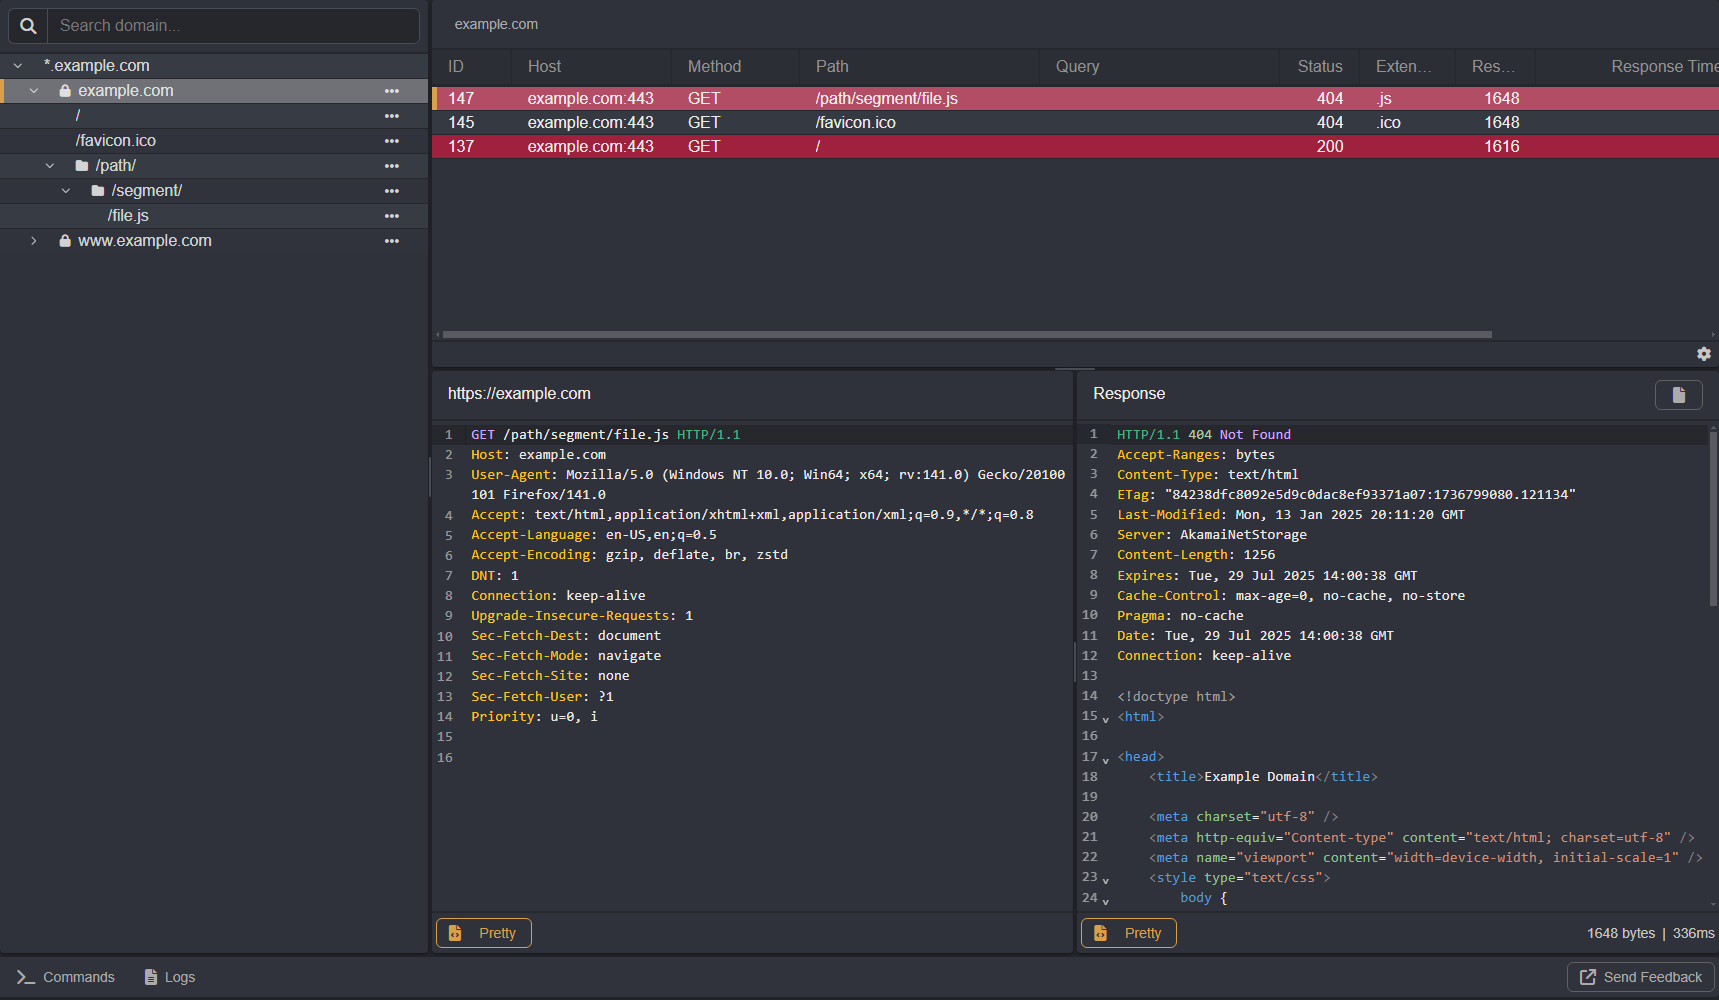 Search domain...
*.example.com
example.com •••
/ •••
/favicon.ico •••
/path/ •••
/segment/ •••
/file.js •••
www.example.com •••
example.com
ID Host Method Path Query Status Exten... Res... Response Time
147 example.com:443 GET /path/segment/file.js 404 .js 1648
145 example.com:443 GET /favicon.ico 404 .ico 1648
137 example.com:443 GET / 200 1616
https://example.com
1 GET /path/segment/file.js HTTP/1.1
2 Host: example.com
3 User-Agent: Mozilla/5.0 (Windows NT 10.0; Win64; x64; rv:141.0) Gecko/20100
101 Firefox/141.0
4 Accept: text/html,application/xhtml+xml,application/xml;q=0.9,*/*;q=0.8
5 Accept-Language: en-US,en;q=0.5
6 Accept-Encoding: gzip, deflate, br, zstd
7 DNT: 1
8 Connection: keep-alive
9 Upgrade-Insecure-Requests: 1
10 Sec-Fetch-Dest: document
11 Sec-Fetch-Mode: navigate
12 Sec-Fetch-Site: none
13 Sec-Fetch-User: ?1
14 Priority: u=0, i
15
16
Pretty
Response
1 HTTP/1.1 404 Not Found
2 Accept-Ranges: bytes
3 Content-Type: text/html
4 ETag: "84238dfc8092e5d9c0dac8ef93371a07:1736799080.121134"
5 Last-Modified: Mon, 13 Jan 2025 20:11:20 GMT
6 Server: AkamaiNetStorage
7 Content-Length: 1256
8 Expires: Tue, 29 Jul 2025 14:00:38 GMT
9 Cache-Control: max-age=0, no-cache, no-store
10 Pragma: no-cache
11 Date: Tue, 29 Jul 2025 14:00:38 GMT
12 Connection: keep-alive
13
14 <!doctype html>
15 <html>
16
17 <head>
18 <title>Example Domain</title>
19
20 <meta charset="utf-8" />
21 <meta http-equiv="Content-type" content="text/html; charset=utf-8" />
22 <meta name="viewport" content="width=device-width, initial-scale=1" />
23 <style type="text/css">
24 body {
Pretty
1648 bytes | 336ms
Commands Logs Send Feedback